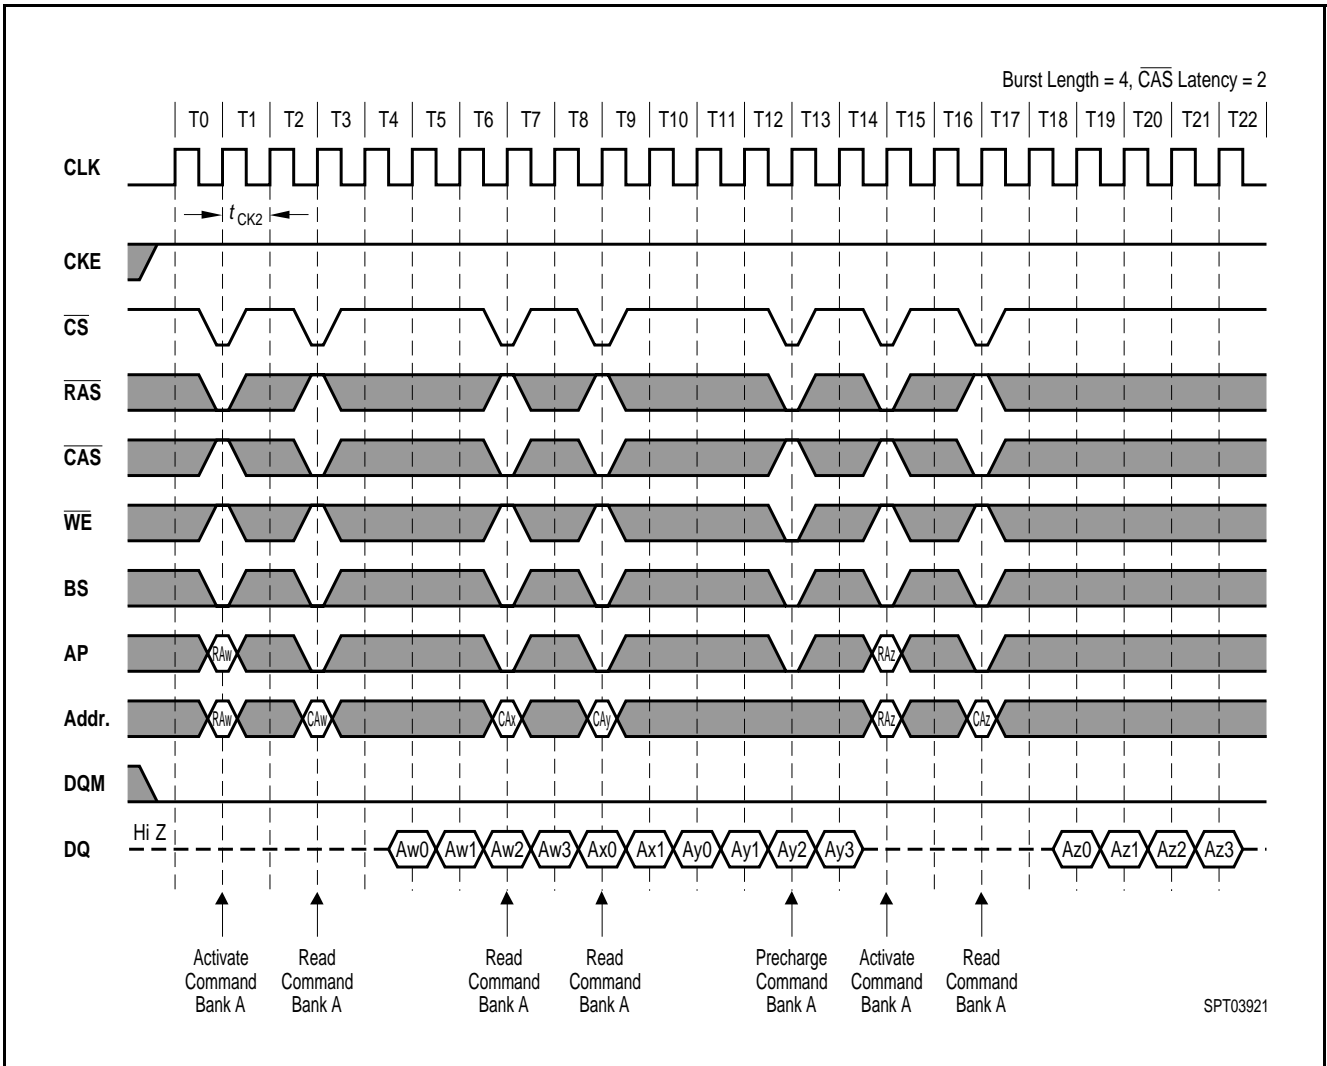 Burst Length = 4, CAS Latency = 2
T0 T1 T2 T3 T4 T5 T6 T7 T8 T9 T10 T11 T12 T13 T14 T15 T16 T17 T18 T19 T20 T21 T22
CLK
t CK2
CKE
CS
RAS
CAS
WE
BS
AP RAw RAz
Addr. RAw CAw CAx CAy RAz CAz
DQM
Hi Z
DQ Aw0 Aw1 Aw2 Aw3 Ax0 Ax1 Ay0 Ay1 Ay2 Ay3 Az0 Az1 Az2 Az3
Activate Command Bank A
Read Command Bank A
Read Command Bank A
Read Command Bank A
Precharge Command Bank A
Activate Command Bank A
Read Command Bank A
SPT03921